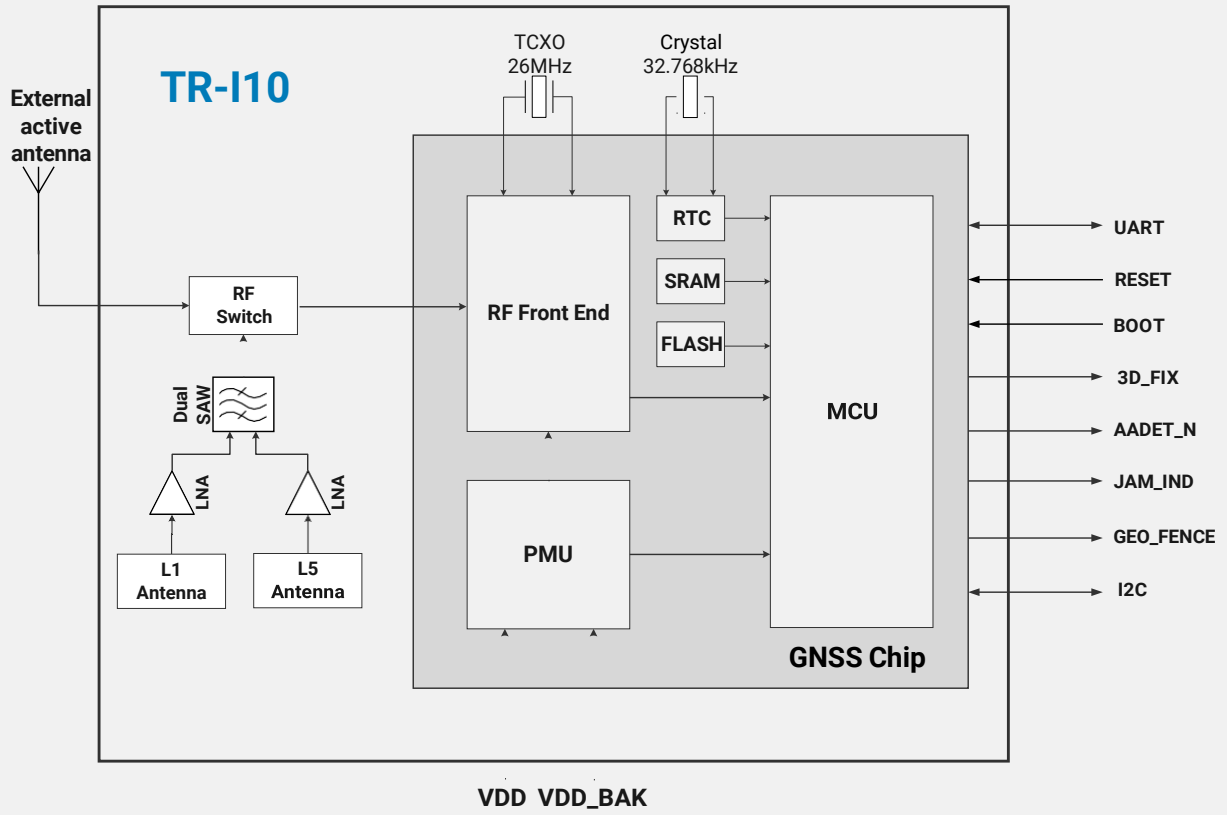 TCXO
26MHz
Crystal
32.768kHz
TR-I10
External
active
antenna
RTC
UART
SRAM
RESET
RF
Switch
RF Front End
BOOT
FLASH
3D_FIX
Dual
SAW
MCU
AADET_N
JAM_IND
LNA
LNA
GEO_FENCE
PMU
L1
Antenna
L5
Antenna
I2C
GNSS Chip
VDD VDD_BAK